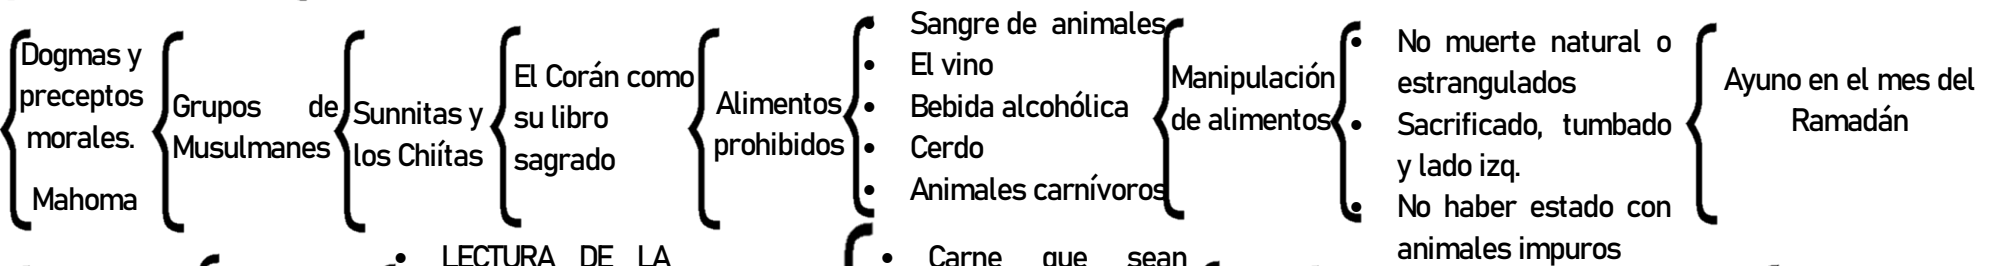 Dogmas y
preceptos
morales.
Mahoma
Grupos de
Musulmanes
Sunnitas y
los Chiítas
El Corán como
su libro
sagrado
Alimentos
prohibidos
• Sangre de animales
• El vino
• Bebida alcohólica
• Cerdo
• Animales carnívoros
Manipulación
de alimentos
• No muerte natural o
estrangulados
• Sacrificado, tumbado
y lado izq.
• No haber estado con
animales impuros
Ayuno en el mes del
Ramadán
• LECTURA DE LA
• Carne que sean